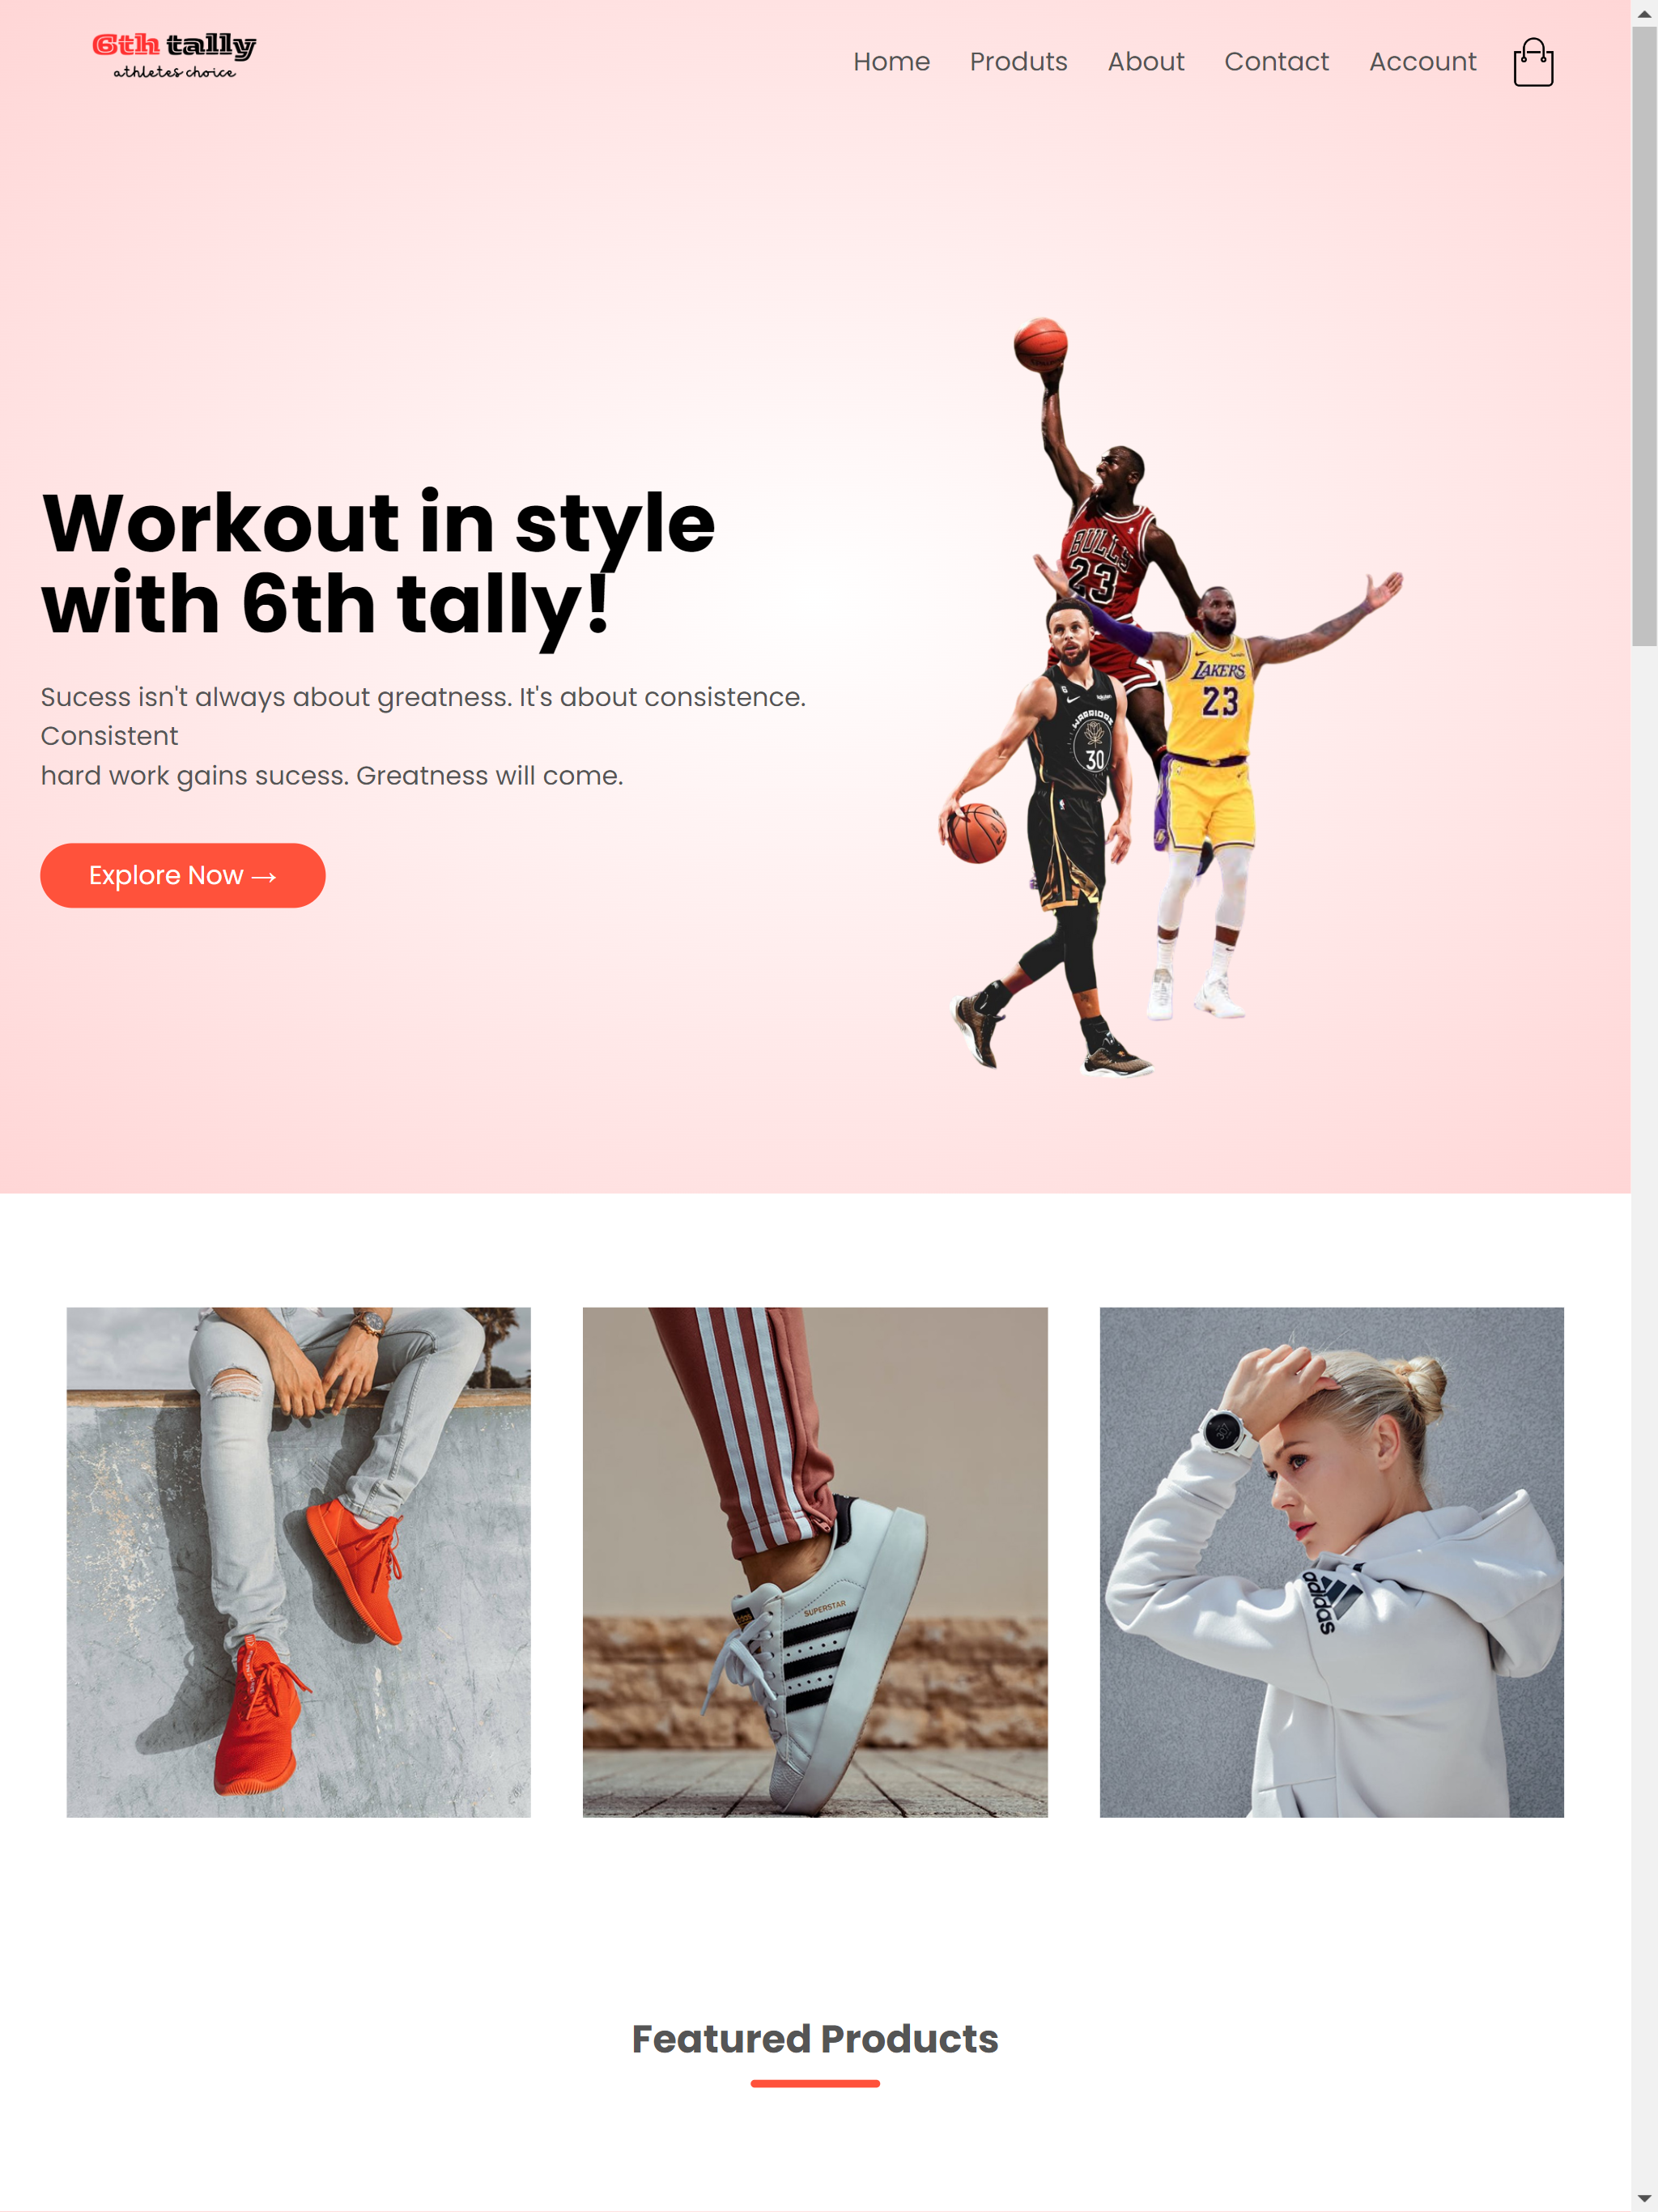 6th tally
athletes choice
Home Produts About Contact Account
Workout in style
with 6th tally!
Sucess isn't always about greatness. It's about consistence.
Consistent
hard work gains sucess. Greatness will come.
Explore Now →
BULLS
23
LAKERS
23
WARRIORS
30
6
SUPERSTAR
adidas
Featured Products